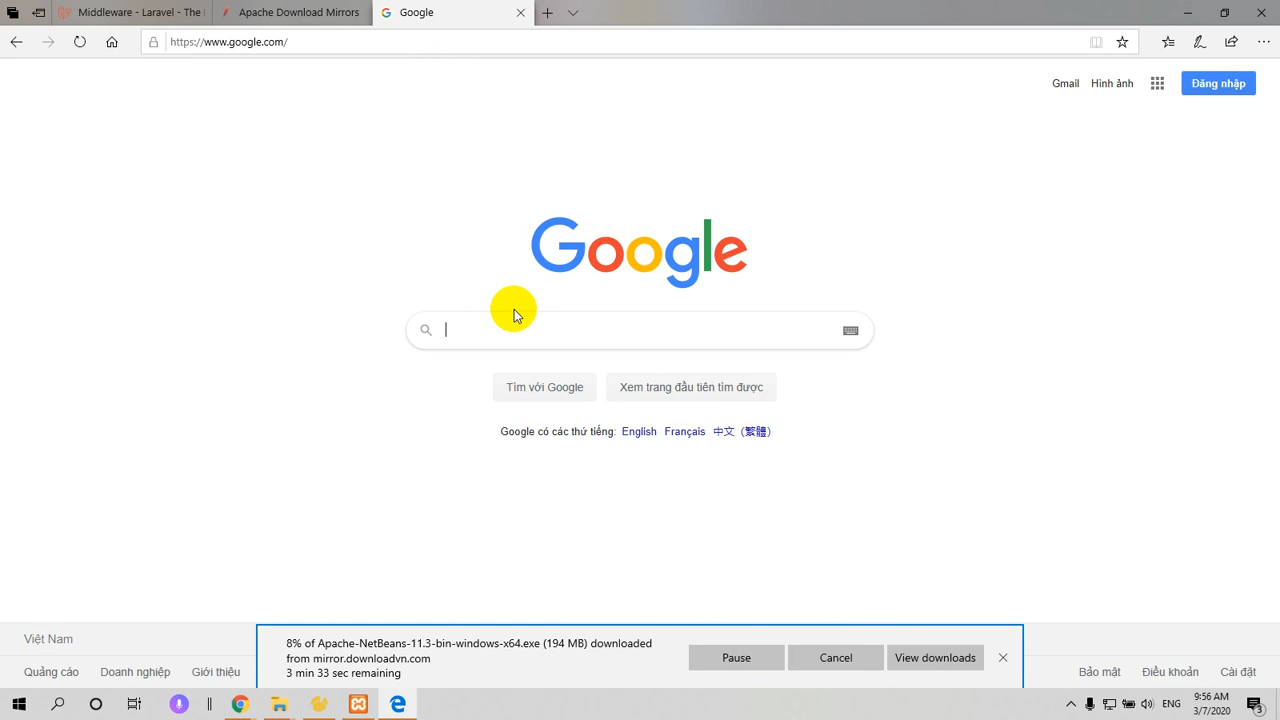 Middleware - Laravel - The
Apache Download Mirrors
Google
https://www.google.com/
Gmail
Hình ảnh
Đăng nhập
Google
Tìm với Google
Xem trang đầu tiên tìm được
Google có các thứ tiếng: English Français 中文 (繁體)
Việt Nam
8% of Apache-NetBeans-11.3-bin-windows-x64.exe (194 MB) downloaded
from mirror.downloadvn.com
3 min 33 sec remaining
Pause
Cancel
View downloads
Quảng cáo
Doanh nghiệp
Giới thiệu
Bảo mật
Điều khoản
Cài đặt
ENG
9:56 AM
3/7/2020
3